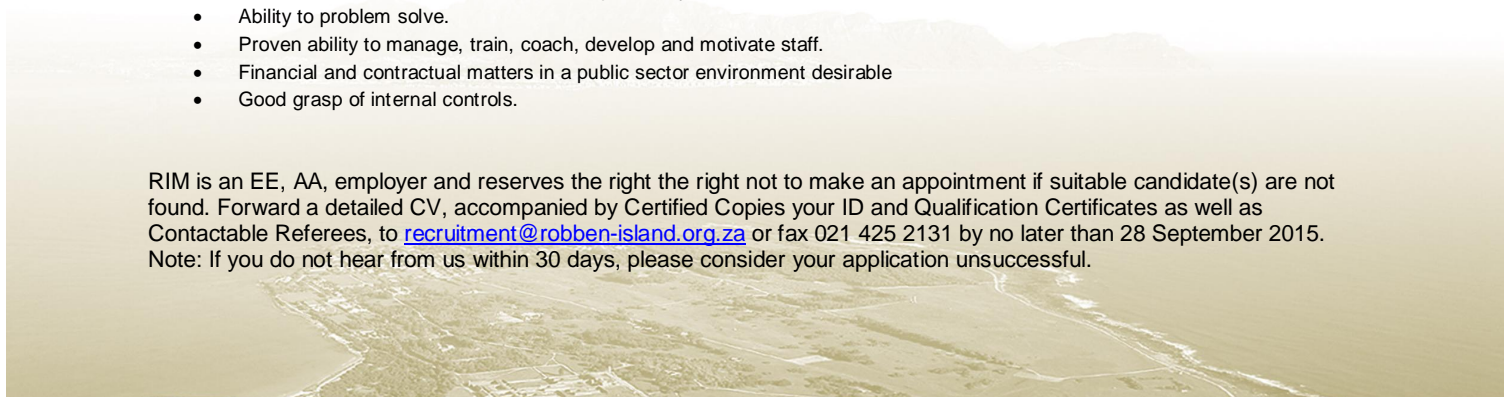 • Ability to problem solve.
• Proven ability to manage, train, coach, develop and motivate staff.
• Financial and contractual matters in a public sector environment desirable
• Good grasp of internal controls.
RIM is an EE, AA, employer and reserves the right the right not to make an appointment if suitable candidate(s) are not
found. Forward a detailed CV, accompanied by Certified Copies your ID and Qualification Certificates as well as
Contactable Referees, to recruitment@robben-island.org.za or fax 021 425 2131 by no later than 28 September 2015.
Note: If you do not hear from us within 30 days, please consider your application unsuccessful.